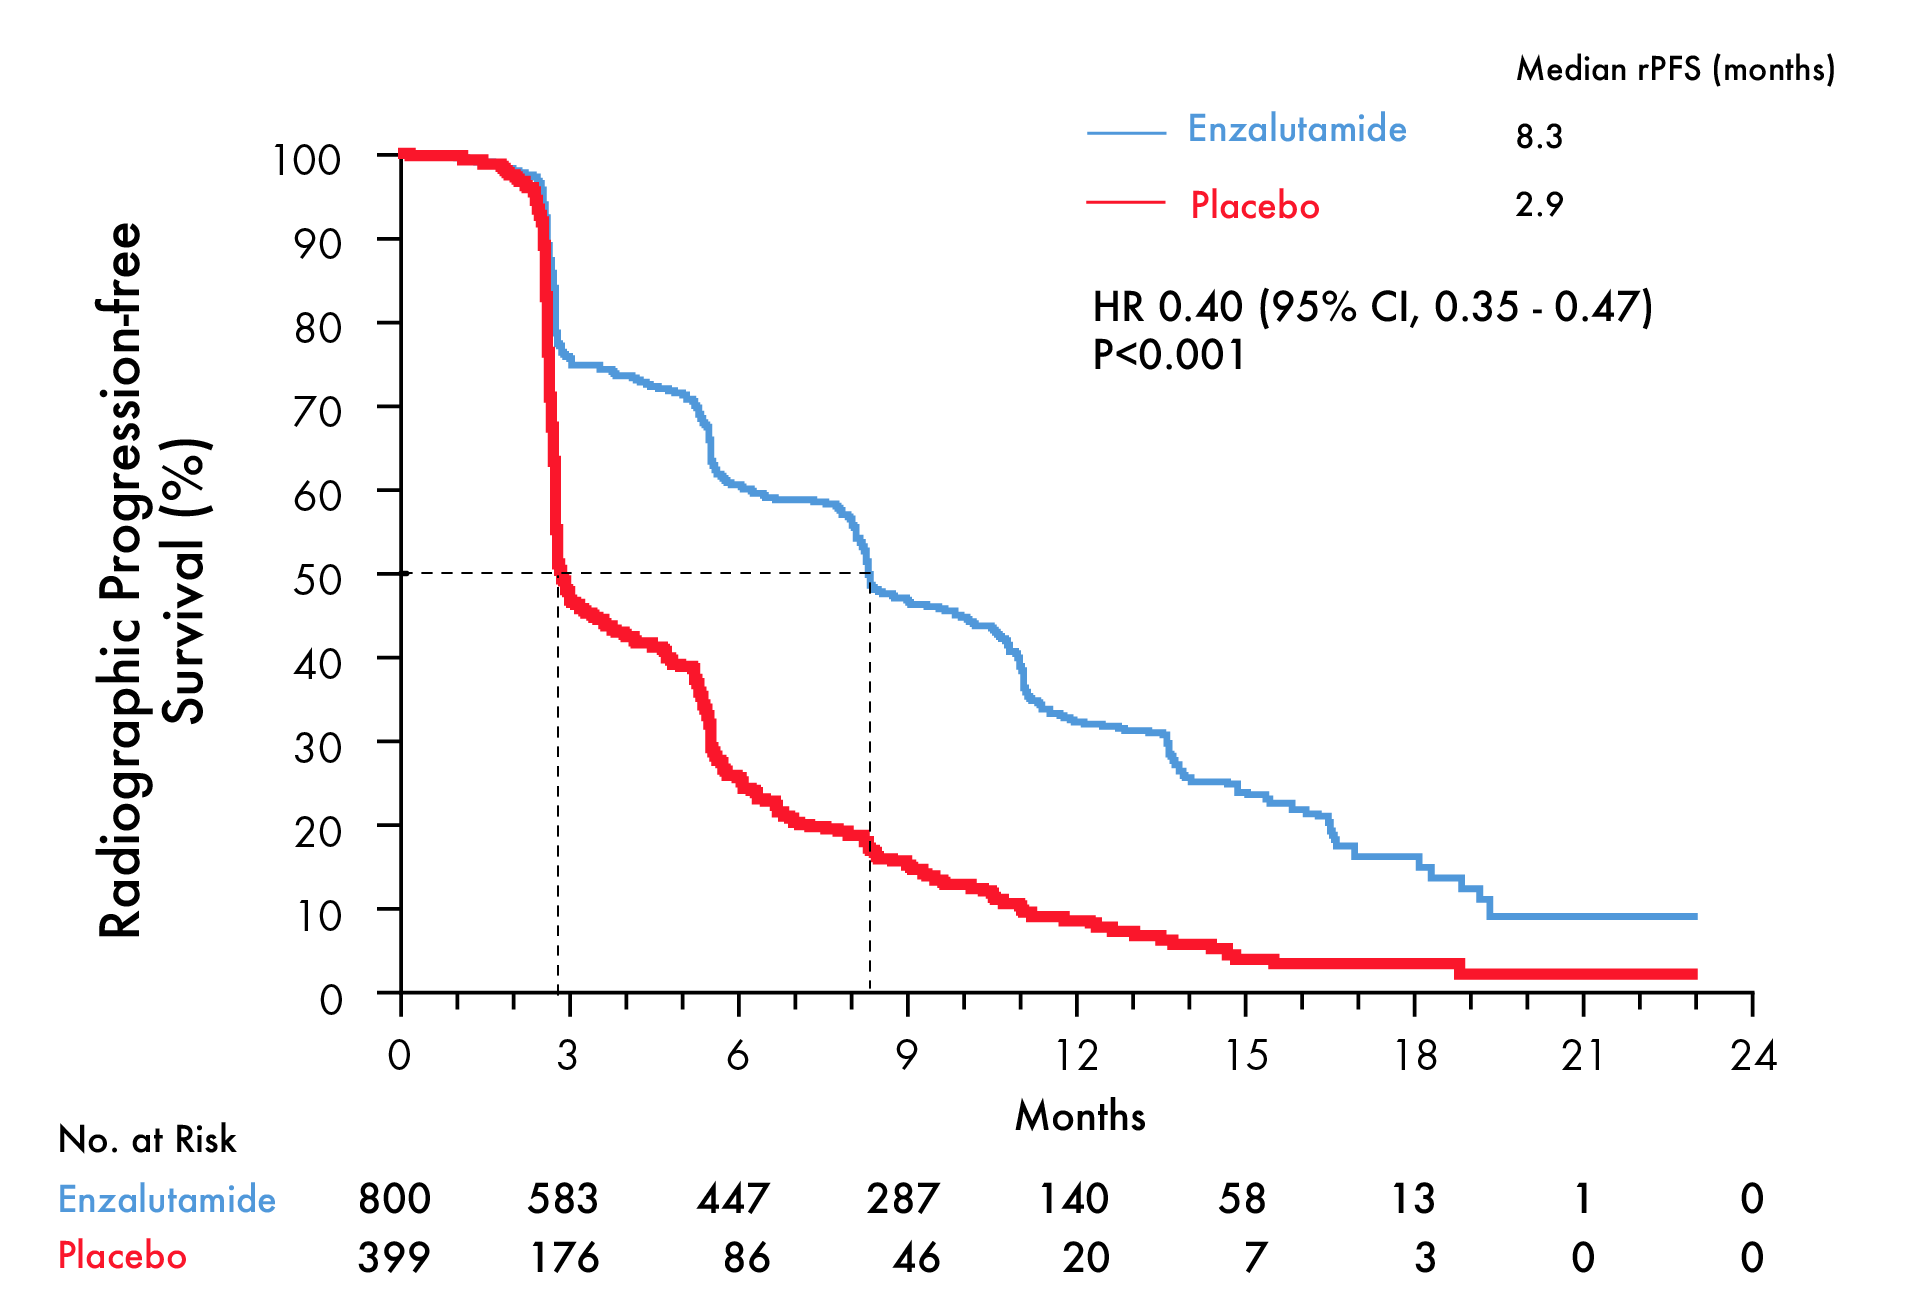 Median rPFS (months)
Enzalutamide 8.3
Placebo 2.9
HR 0.40 (95% CI, 0.35 - 0.47)
P<0.001
Radiographic Progression-free
Survival (%)
100
90
80
70
60
50
40
30
20
10
0
0 3 6 9 12 15 18 21 24
Months
No. at Risk
Enzalutamide 800 583 447 287 140 58 13 1 0
Placebo 399 176 86 46 20 7 3 0 0